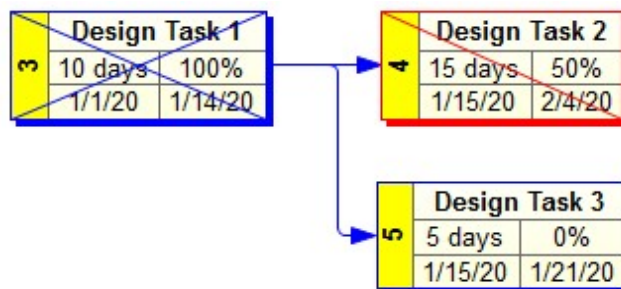 3
Design Task 1
10 days 100%
1/1/20 1/14/20
4
Design Task 2
15 days 50%
1/15/20 2/4/20
5
Design Task 3
5 days 0%
1/15/20 1/21/20